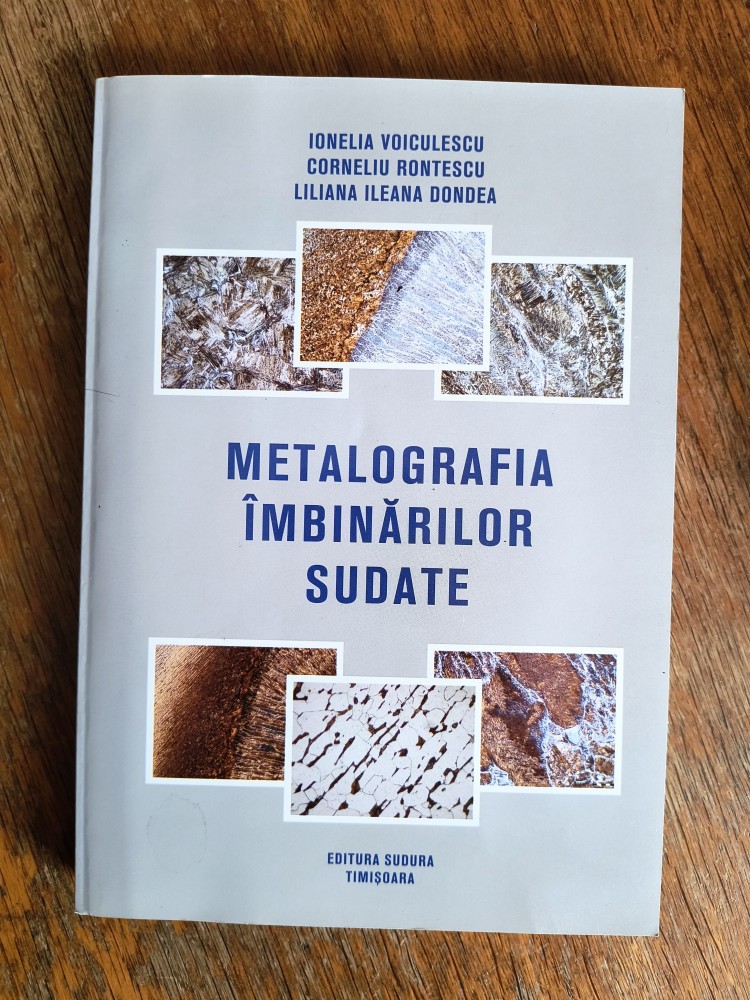 IONELIA VOICULESCU
CORNELIU RONTESCU
LILIANA ILEANA DONDEA
METALOGRAFIA
ÎMBINĂRILOR
SUDATE
EDITURA SUDURA
TIMIȘOARA